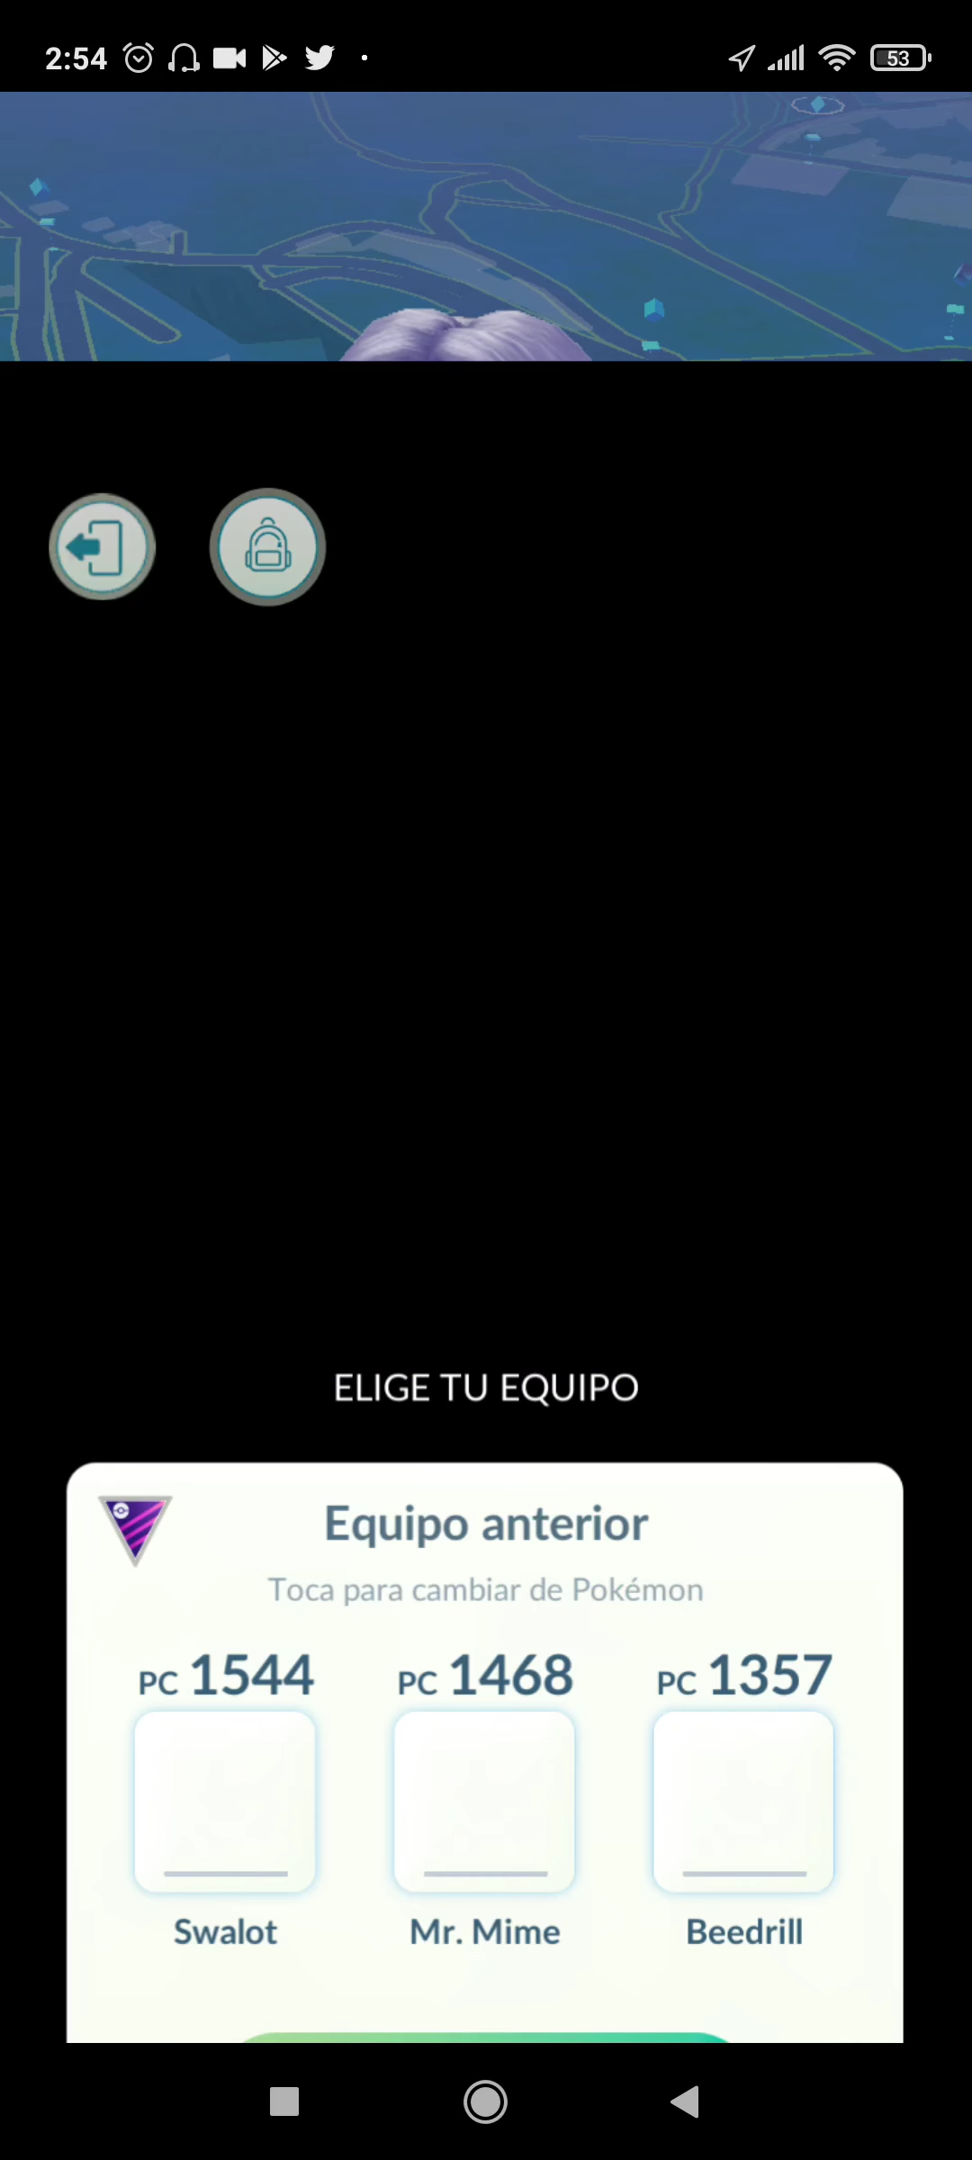 2:54
53
ELIGE TU EQUIPO
Equipo anterior
Toca para cambiar de Pokémon
PC 1544 PC 1468 PC 1357
Swalot Mr. Mime Beedrill